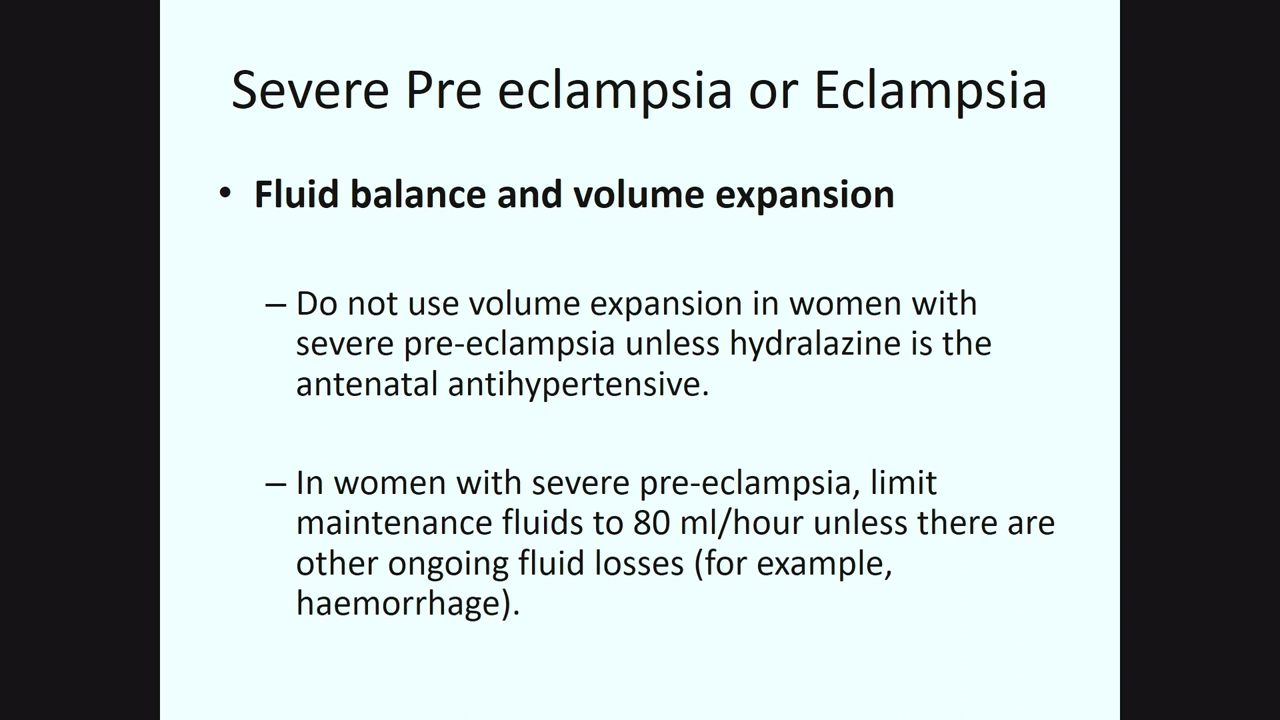 Severe Pre eclampsia or Eclampsia
• Fluid balance and volume expansion
– Do not use volume expansion in women with
severe pre-eclampsia unless hydralazine is the
antenatal antihypertensive.
– In women with severe pre-eclampsia, limit
maintenance fluids to 80 ml/hour unless there are
other ongoing fluid losses (for example,
haemorrhage).